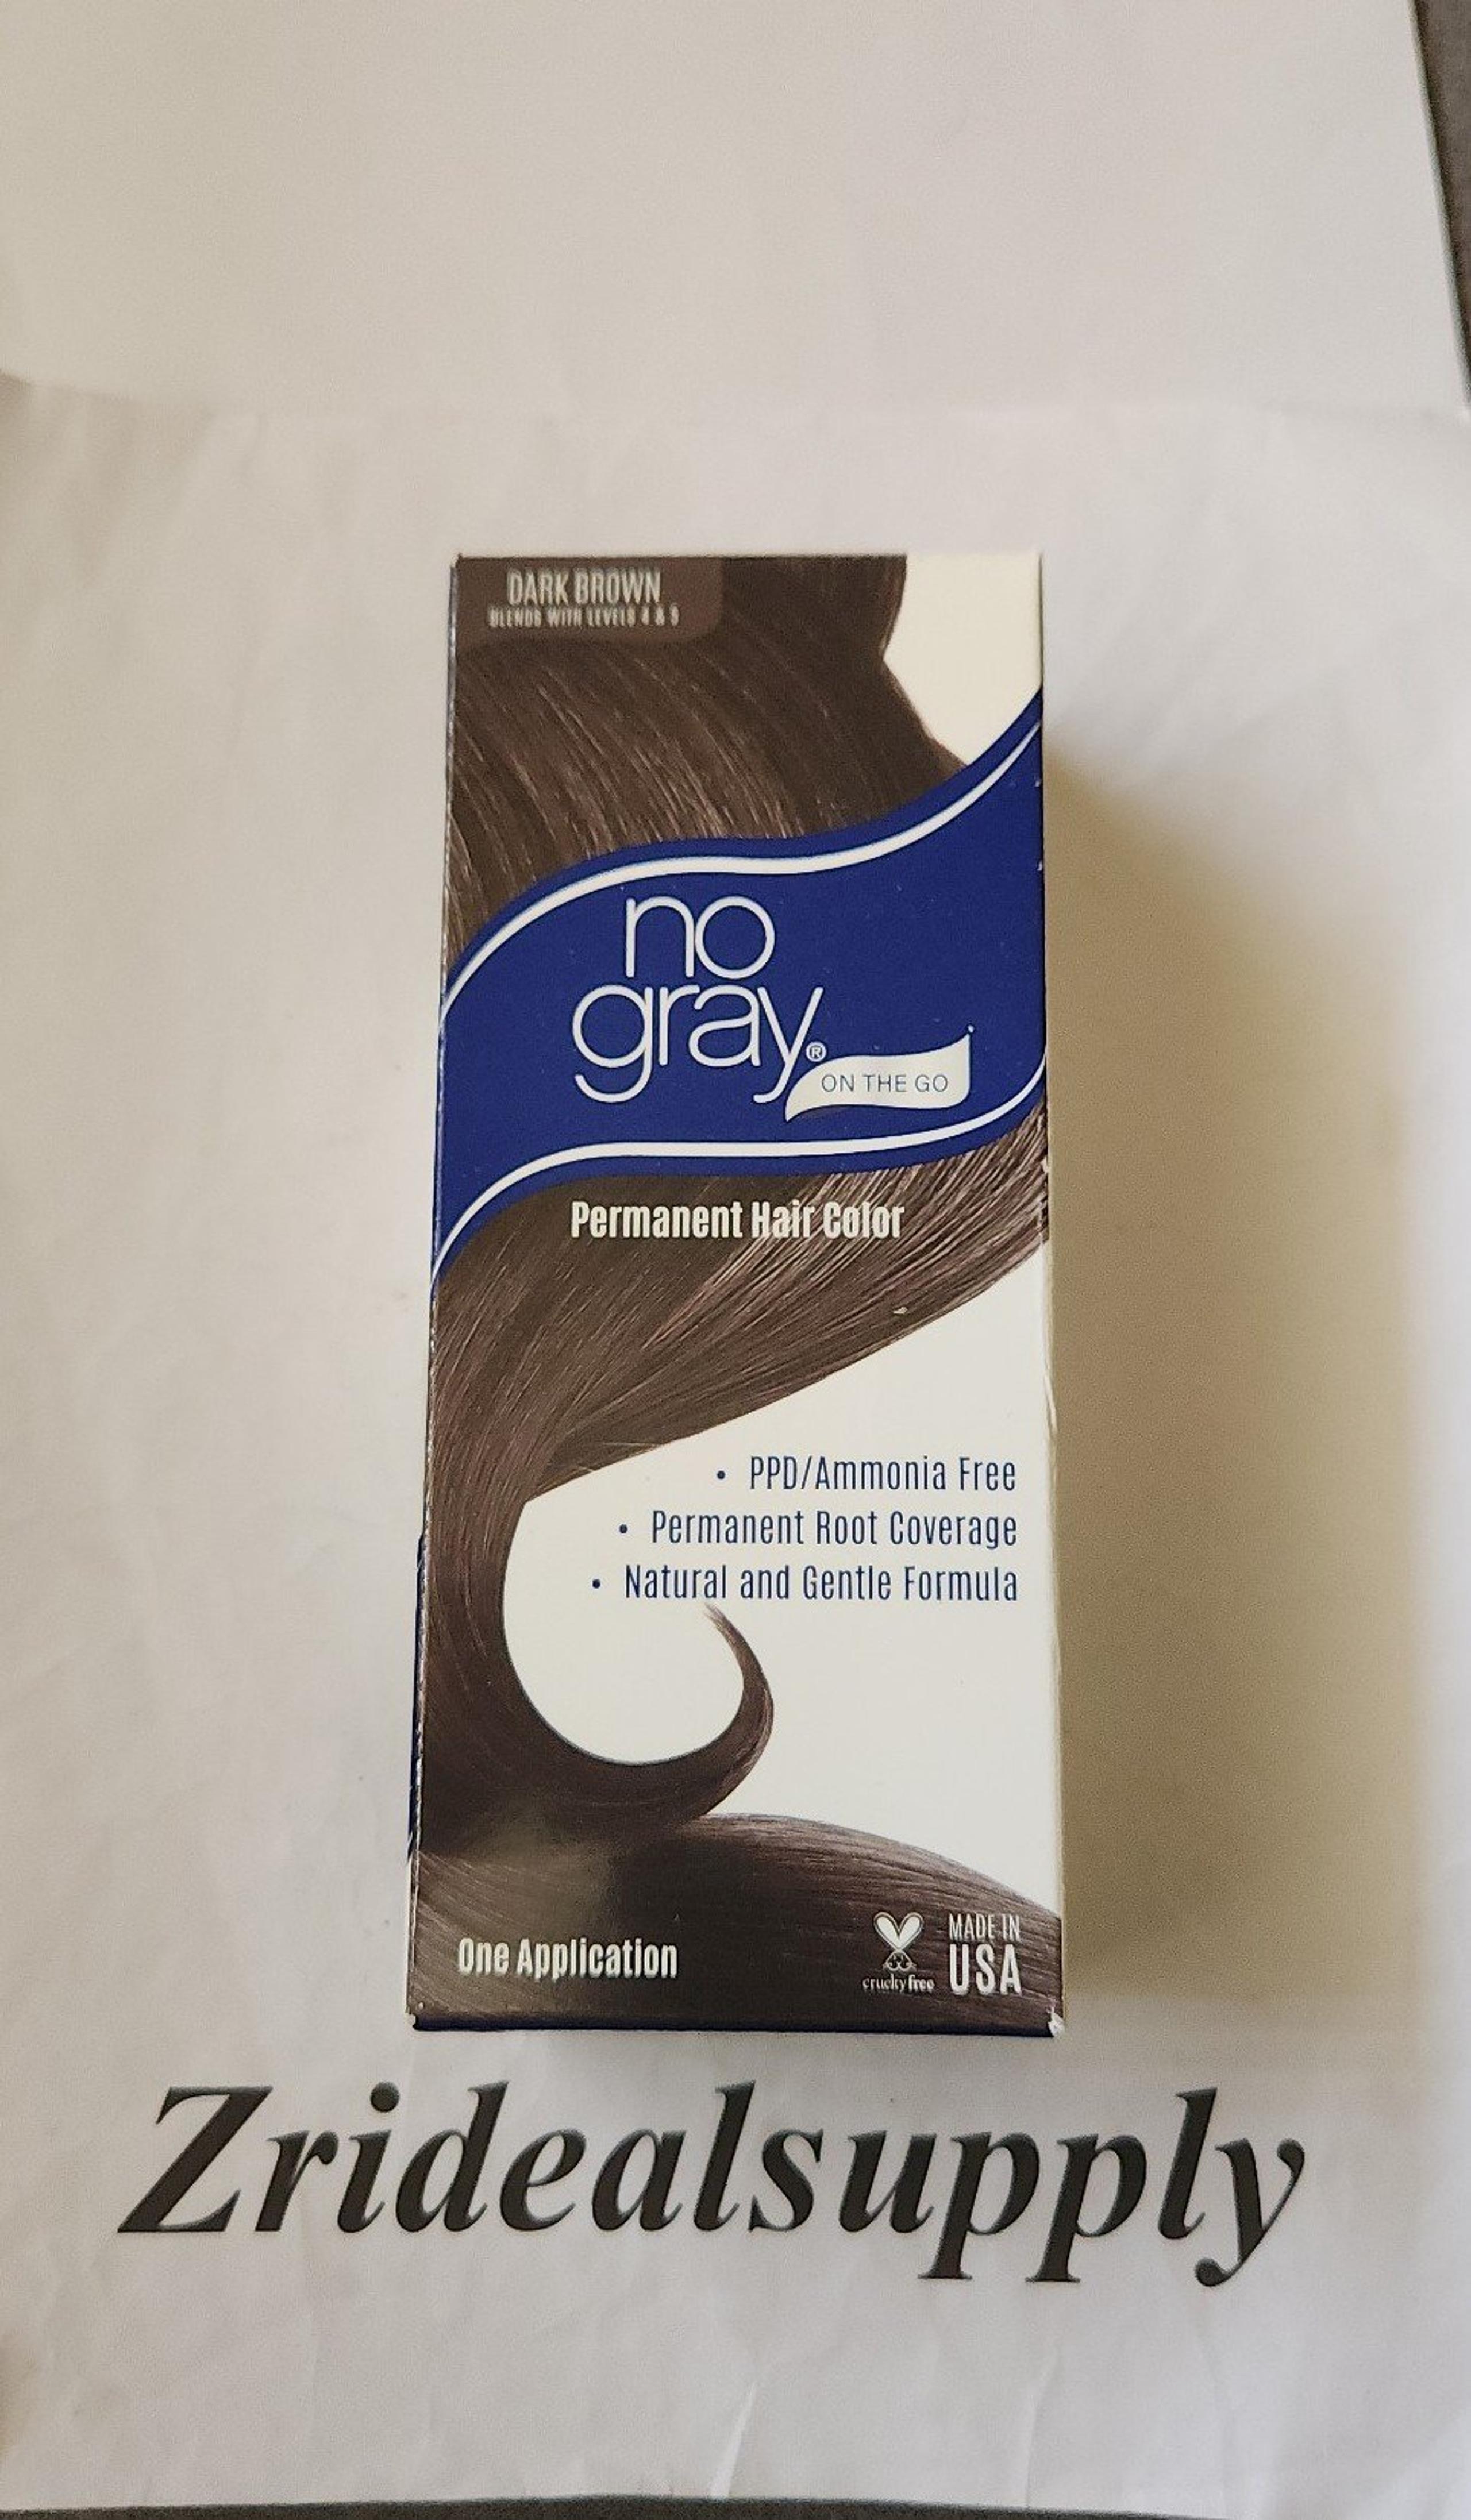 DARK BROWN
BLENDS WITH LEVELS 4 & 5
no
gray®
ON THE GO
Permanent Hair Color
• PPD/Ammonia Free
• Permanent Root Coverage
• Natural and Gentle Formula
One Application
cruelty free
MADE IN
USA
Zridealsupply